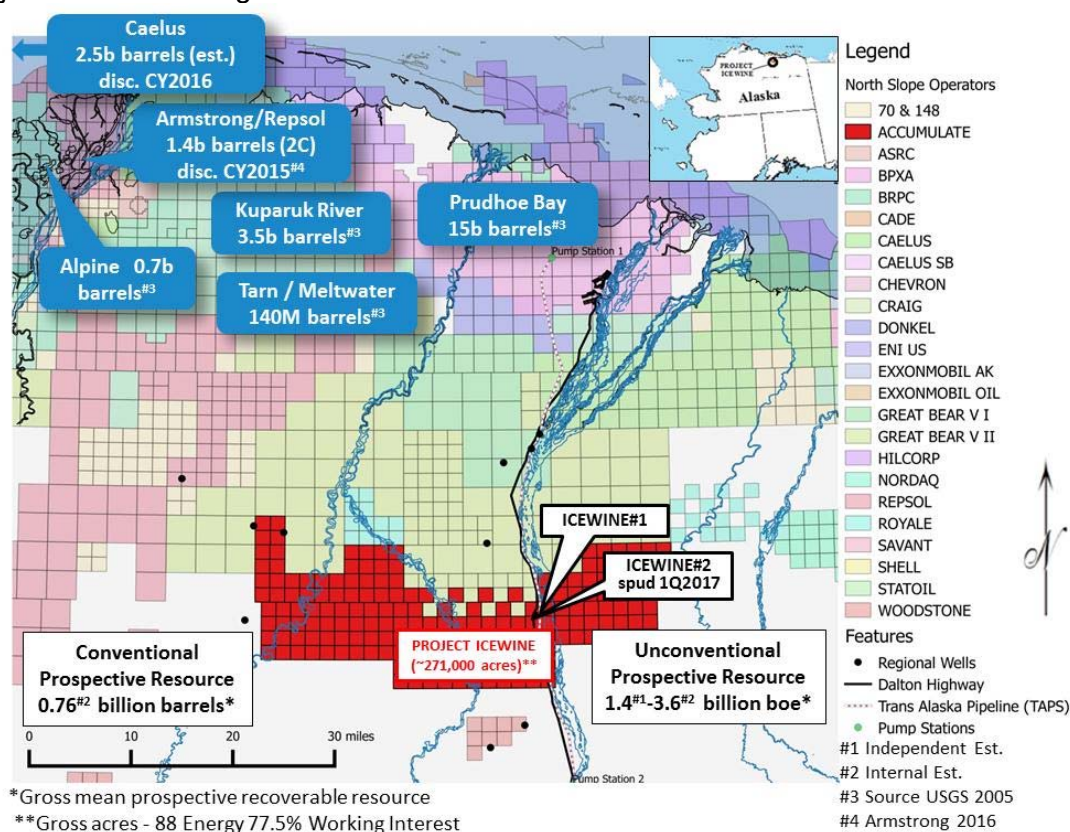 Caelus
2.5b barrels (est.)
disc. CY2016
Armstrong/Repsol
1.4b barrels (2C)
disc. CY2015#4
Kuparuk River
3.5b barrels#3
Prudhoe Bay
15b barrels#3
Alpine 0.7b
barrels#3
Tarn / Meltwater
140M barrels#3
Pump Station 1
PROJECT
ICEWINE
Alaska
ICEWINE#1
ICEWINE#2
spud 1Q2017
PROJECT ICEWINE
(~271,000 acres)**
Conventional
Prospective Resource
0.76#2 billion barrels*
Unconventional
Prospective Resource
1.4#1-3.6#2 billion boe*
0 10 20 30 miles
Pump Station 2
*Gross mean prospective recoverable resource
**Gross acres - 88 Energy 77.5% Working Interest
Legend
North Slope Operators
70 & 148
ACCUMULATE
ASRC
BPXA
BRPC
CADE
CAELUS
CAELUS SB
CHEVRON
CRAIG
DONKEL
ENI US
EXXONMOBIL AK
EXXONMOBIL OIL
GREAT BEAR V I
GREAT BEAR V II
HILCORP
NORDAQ
REPSOL
ROYALE
SAVANT
SHELL
STATOIL
WOODSTONE
Features
Regional Wells
Dalton Highway
Trans Alaska Pipeline (TAPS)
Pump Stations
#1 Independent Est.
#2 Internal Est.
#3 Source USGS 2005
#4 Armstrong 2016
N